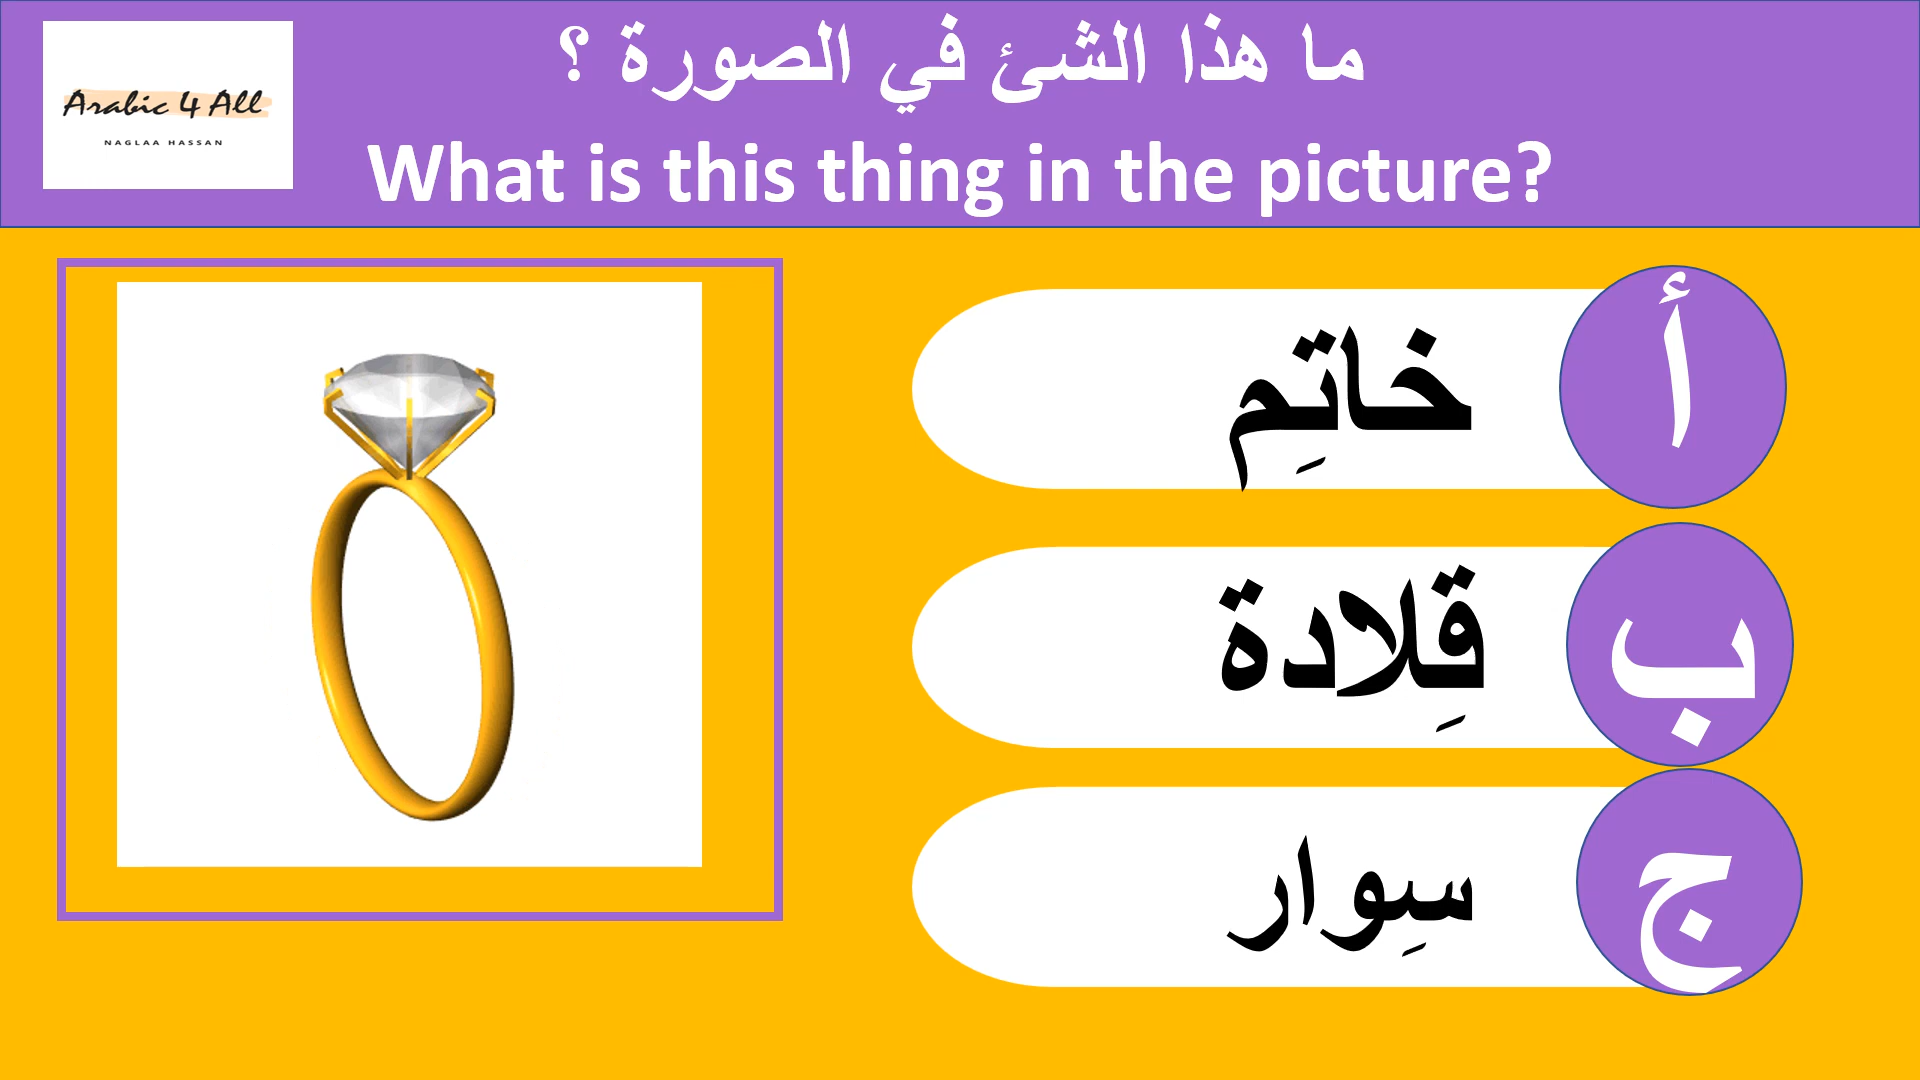 Arabic 4 All
NAGLAA HASSAN
ما هذا الشئ في الصورة ؟
What is this thing in the picture?
أ
خاتِم
ب
قِلادة
ج
سِوار